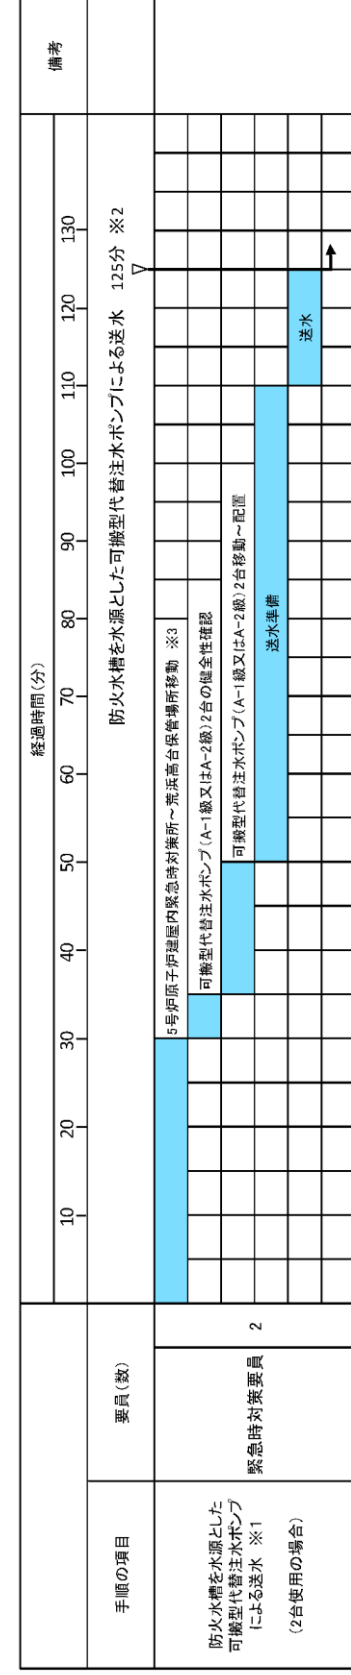 経過時間(分)
備考
10 20 30 40 50 60 70 80 90 100 110 120 130
手順の項目
要員(数)
防火水槽を水源とした可搬型代替注水ポンプによる送水 125分 ※2
▽
防火水槽を水源とした
可搬型代替注水ポンプ
による送水 ※1
(2台使用の場合)
緊急時対策要員
2
5号炉原子炉建屋内緊急時対策所~荒浜高台保管場所移動 ※3
可搬型代替注水ポンプ(A-1級又はA-2級)2台の健全性確認
可搬型代替注水ポンプ(A-1級又はA-2級)2台移動~配置
送水準備
送水